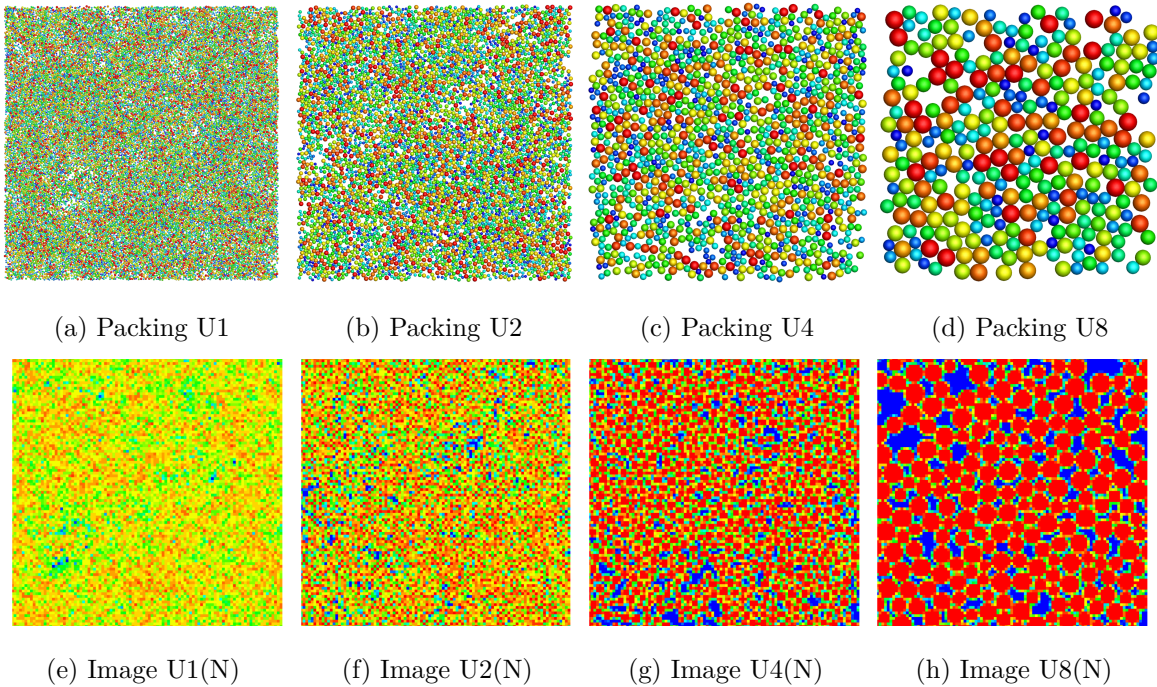 (a) Packing U1
(b) Packing U2
(c) Packing U4
(d) Packing U8
(e) Image U1(N)
(f) Image U2(N)
(g) Image U4(N)
(h) Image U8(N)